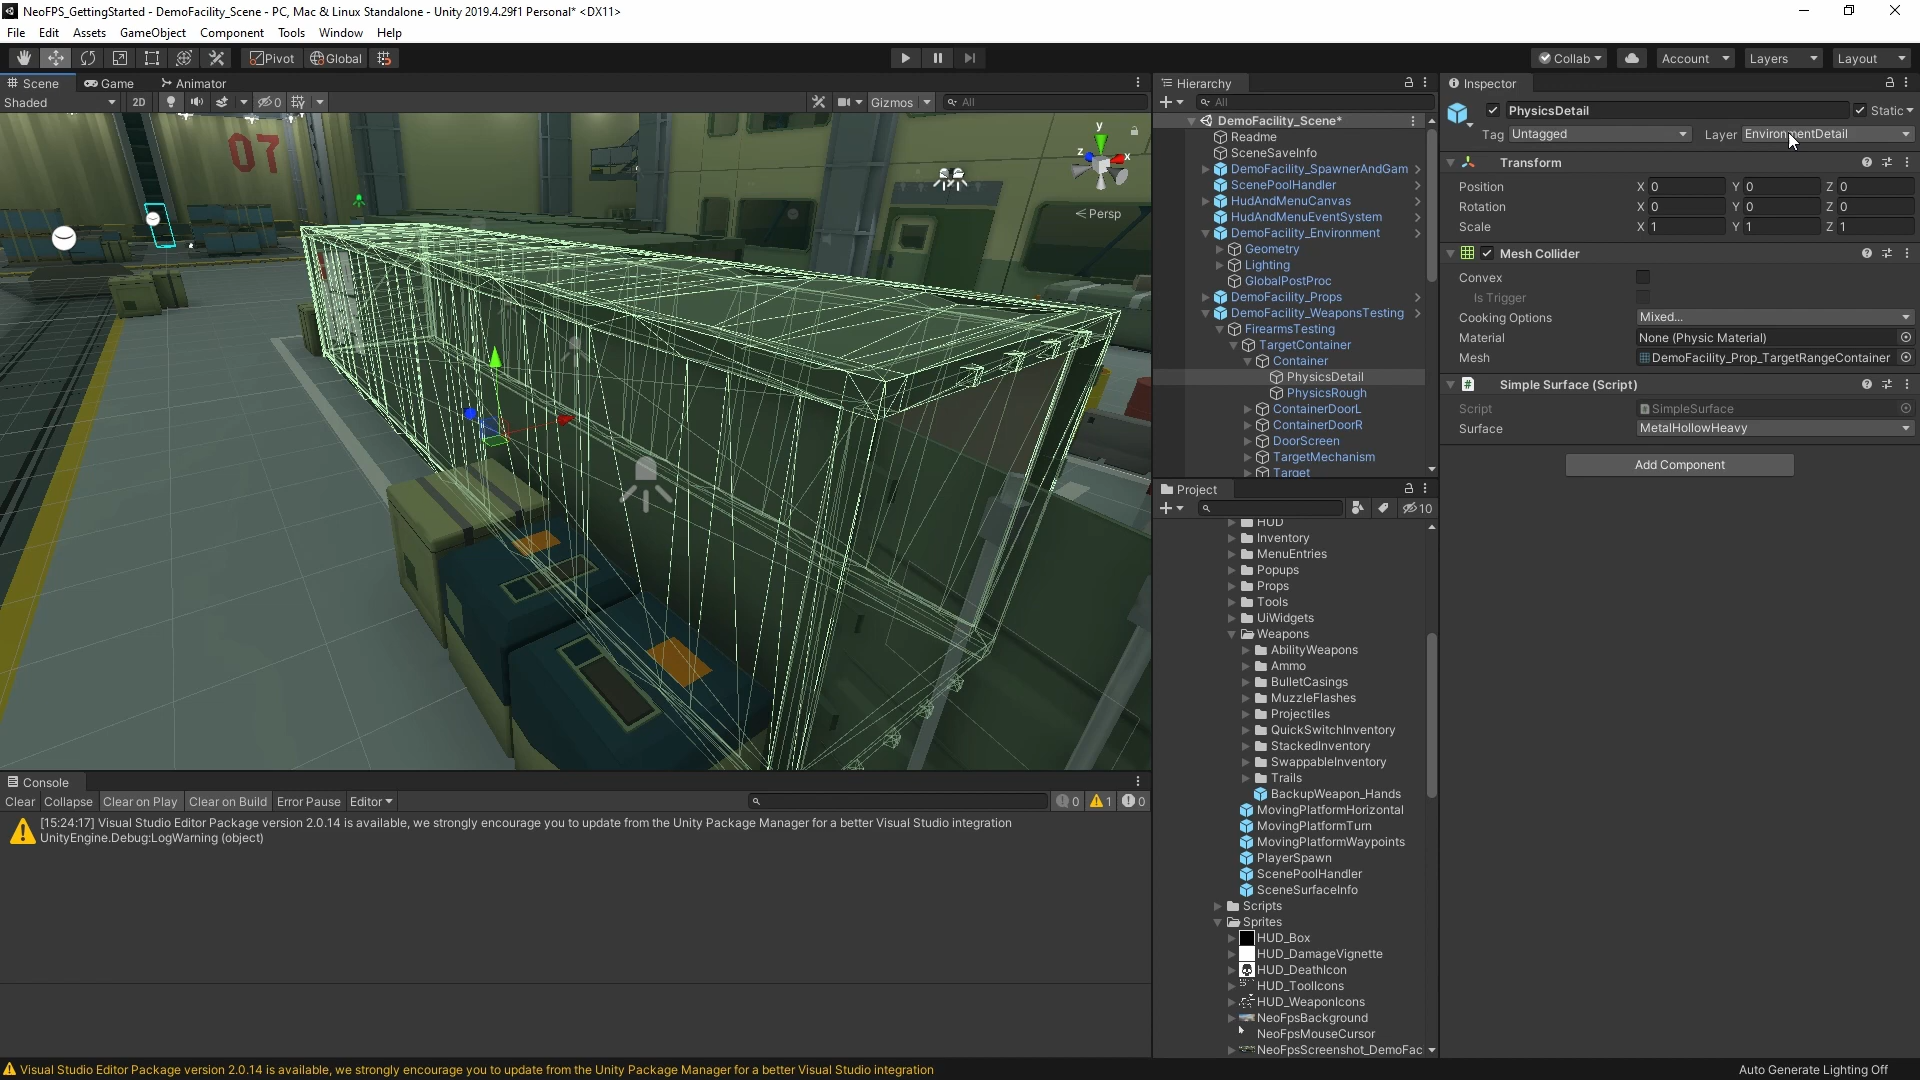 NeoFPS_GettingStarted - DemoFacility_Scene - PC, Mac & Linux Standalone - Unity 2019.4.29f1 Personal* <DX11>
File Edit Assets GameObject Component Tools Window Help
Pivot Global Collab Account Layers Layout
Scene Game Animator
Shaded 2D 0 Gizmos All
07
y
z x
Persp
Console
Clear Collapse Clear on Play Clear on Build Error Pause Editor 0 1 0
[15:24:17] Visual Studio Editor Package version 2.0.14 is available, we strongly encourage you to update from the Unity Package Manager for a better Visual Studio integration
UnityEngine.Debug:LogWarning (object)
Hierarchy
All
DemoFacility_Scene*
Readme
SceneSaveInfo
DemoFacility_SpawnerAndGam
ScenePoolHandler
HudAndMenuCanvas
HudAndMenuEventSystem
DemoFacility_Environment
Geometry
Lighting
GlobalPostProc
DemoFacility_Props
DemoFacility_WeaponsTesting
FirearmsTesting
TargetContainer
Container
PhysicsDetail
PhysicsRough
ContainerDoorL
ContainerDoorR
DoorScreen
TargetMechanism
Target
Project
10
HUD
Inventory
MenuEntries
Popups
Props
Tools
UiWidgets
Weapons
AbilityWeapons
Ammo
BulletCasings
MuzzleFlashes
Projectiles
QuickSwitchInventory
StackedInventory
SwappableInventory
Trails
BackupWeapon_Hands
MovingPlatformHorizontal
MovingPlatformTurn
MovingPlatformWaypoints
PlayerSpawn
ScenePoolHandler
SceneSurfaceInfo
Scripts
Sprites
HUD_Box
HUD_DamageVignette
HUD_DeathIcon
HUD_ToolIcons
HUD_WeaponIcons
NeoFpsBackground
NeoFpsMouseCursor
NeoFpsScreenshot_DemoFac
Inspector
PhysicsDetail Static
Tag Untagged Layer EnvironmentDetail
Transform
Position X 0 Y 0 Z 0
Rotation X 0 Y 0 Z 0
Scale X 1 Y 1 Z 1
Mesh Collider
Convex
Is Trigger
Cooking Options Mixed...
Material None (Physic Material)
Mesh DemoFacility_Prop_TargetRangeContainer
Simple Surface (Script)
Script SimpleSurface
Surface MetalHollowHeavy
Add Component
Visual Studio Editor Package version 2.0.14 is available, we strongly encourage you to update from the Unity Package Manager for a better Visual Studio integration
Auto Generate Lighting Off